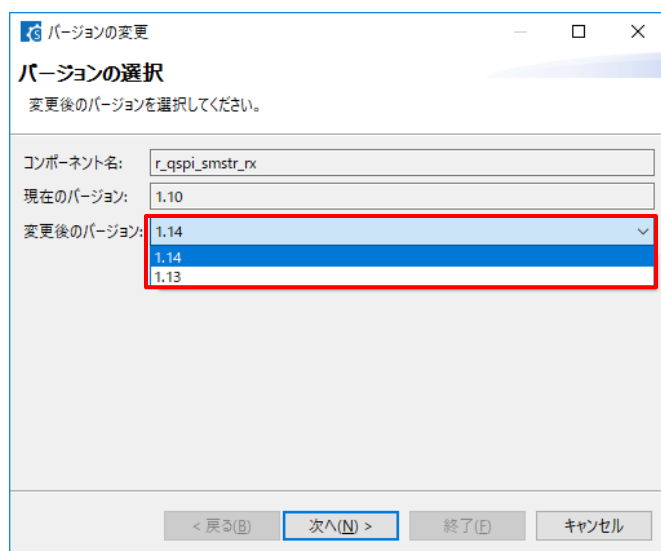 バージョンの変更
バージョンの選択
変更後のバージョンを選択してください。
コンポーネント名: r_qspi_smstr_rx
現在のバージョン: 1.10
変更後のバージョン: 1.14
1.14
1.13
< 戻る(B) 次へ(N) > 終了(F) キャンセル